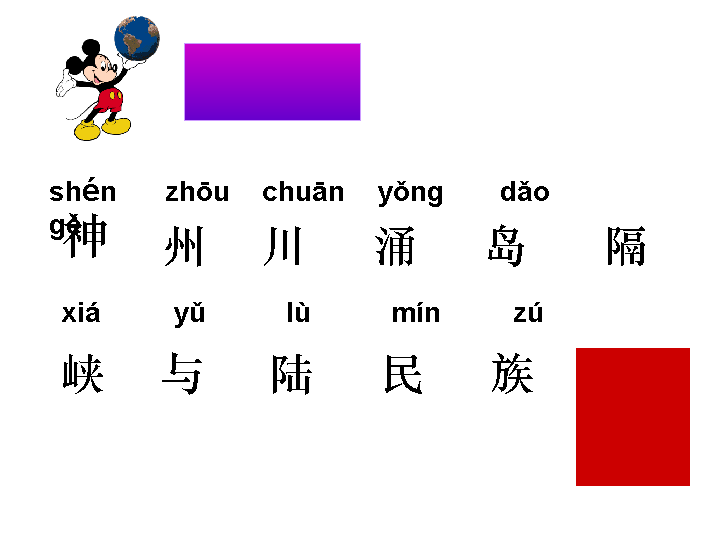 shén zhōu chuān yǒng dǎo
gé
神 州 川 涌 岛 隔
xiá yǔ lù mín zú
峡 与 陆 民 族